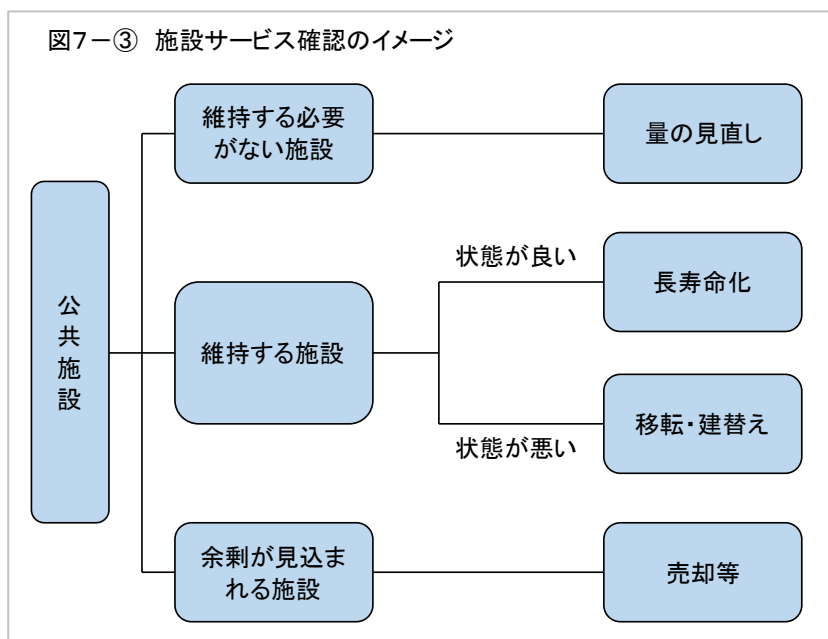 図7－③ 施設サービス確認のイメージ
公共施設
維持する必要
がない施設
量の見直し
維持する施設
状態が良い
長寿命化
状態が悪い
移転・建替え
余剰が見込ま
れる施設
売却等